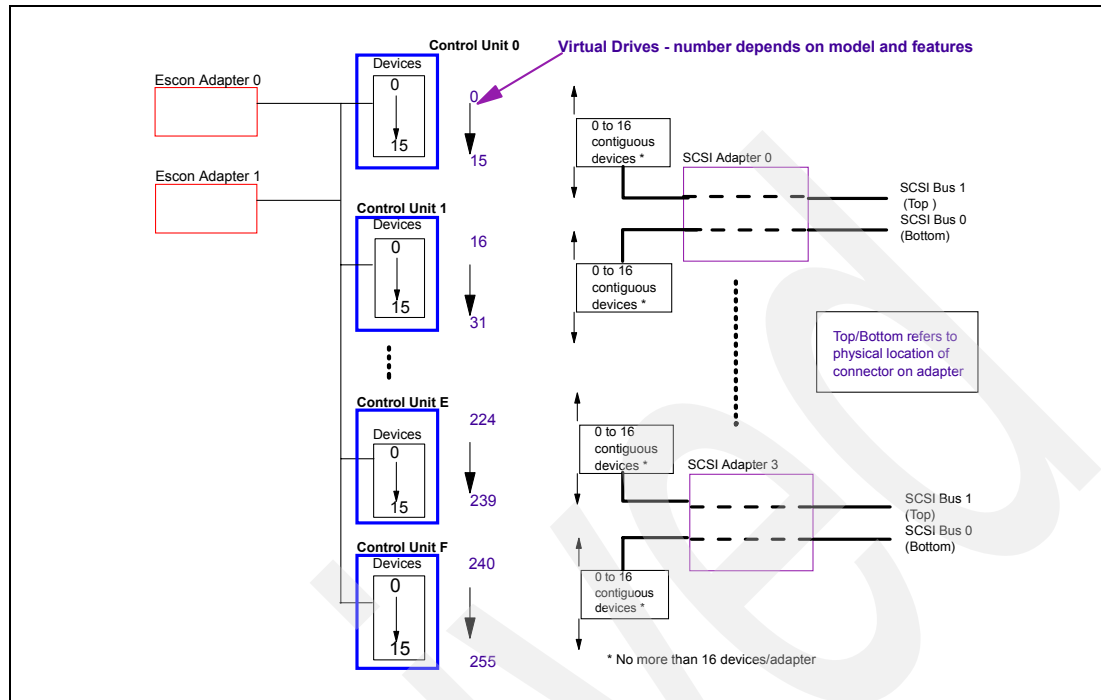 Control Unit 0
Virtual Drives - number depends on model and features
Escon Adapter 0
Devices
0
15
0
15
0 to 16
contiguous
devices *
SCSI Adapter 0
SCSI Bus 1
(Top )
SCSI Bus 0
(Bottom)
Escon Adapter 1
Control Unit 1
Devices
0
15
16
31
0 to 16
contiguous
devices *
Top/Bottom refers to
physical location of
connector on adapter
Control Unit E
Devices
0
15
224
239
0 to 16
contiguous
devices *
SCSI Adapter 3
SCSI Bus 1
(Top)
SCSI Bus 0
(Bottom)
Control Unit F
Devices
0
15
240
255
0 to 16
contiguous
devices *
* No more than 16 devices/adapter